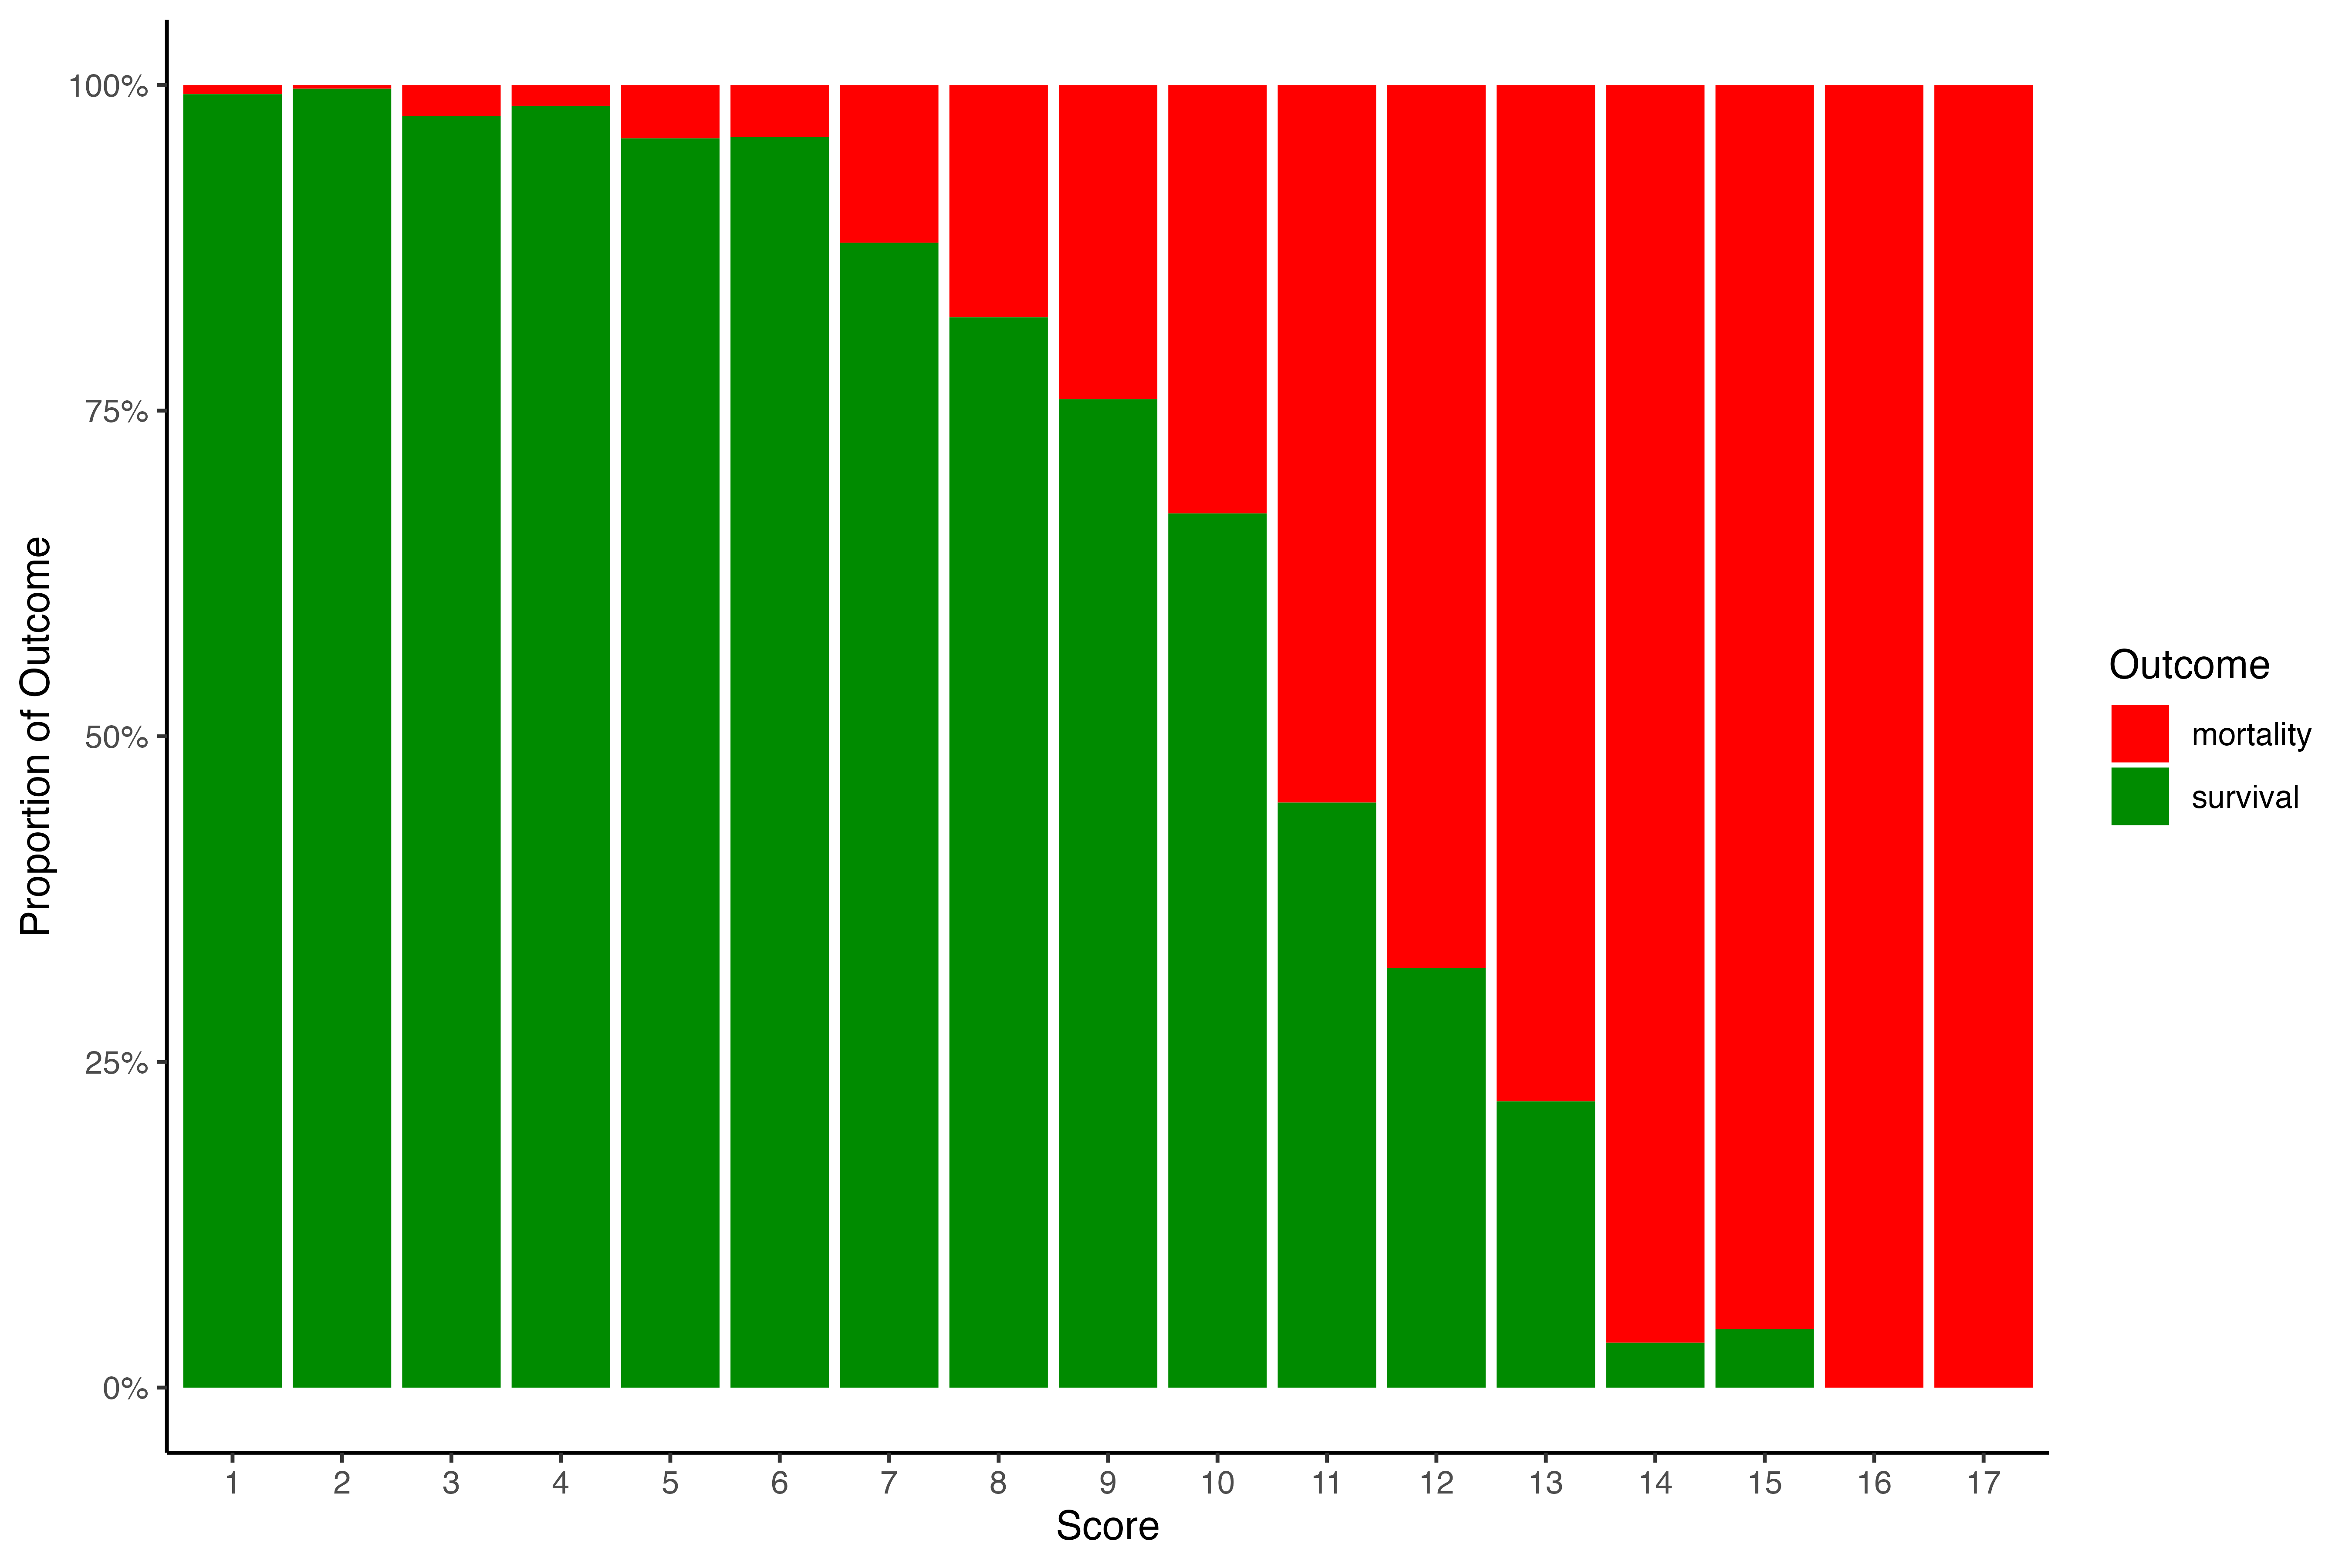 100%
75%
50%
25%
0%
Proportion of Outcome
1 2 3 4 5 6 7 8 9 10 11 12 13 14 15 16 17
Score
Outcome
mortality
survival